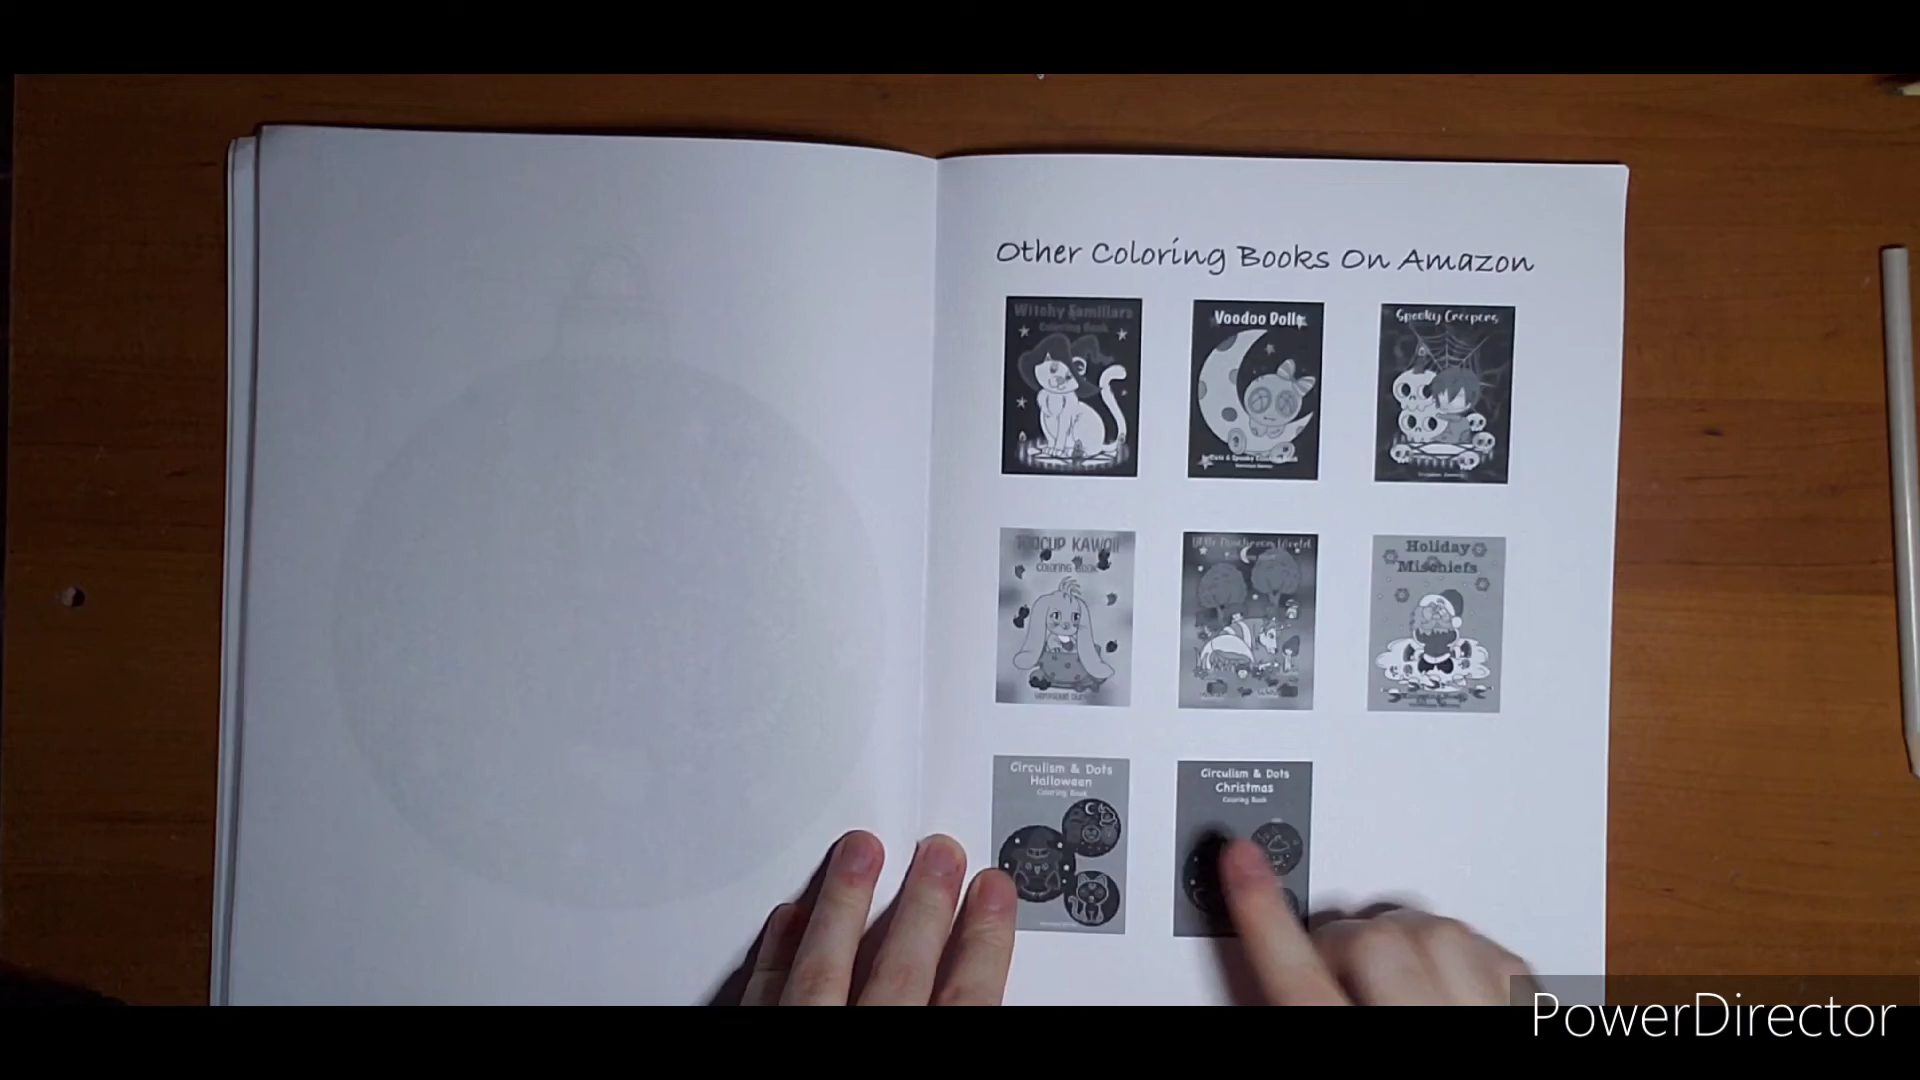 Other Coloring Books On Amazon
Witchy Familiars
Coloring Book
Voodoo Dolls
Spooky Creepers
KAWAII
COLORING BOOK
Holiday
Mischiefs
Circulism & Dots
Halloween
Coloring Book
Circulism & Dots
Christmas
Coloring Book
PowerDirector